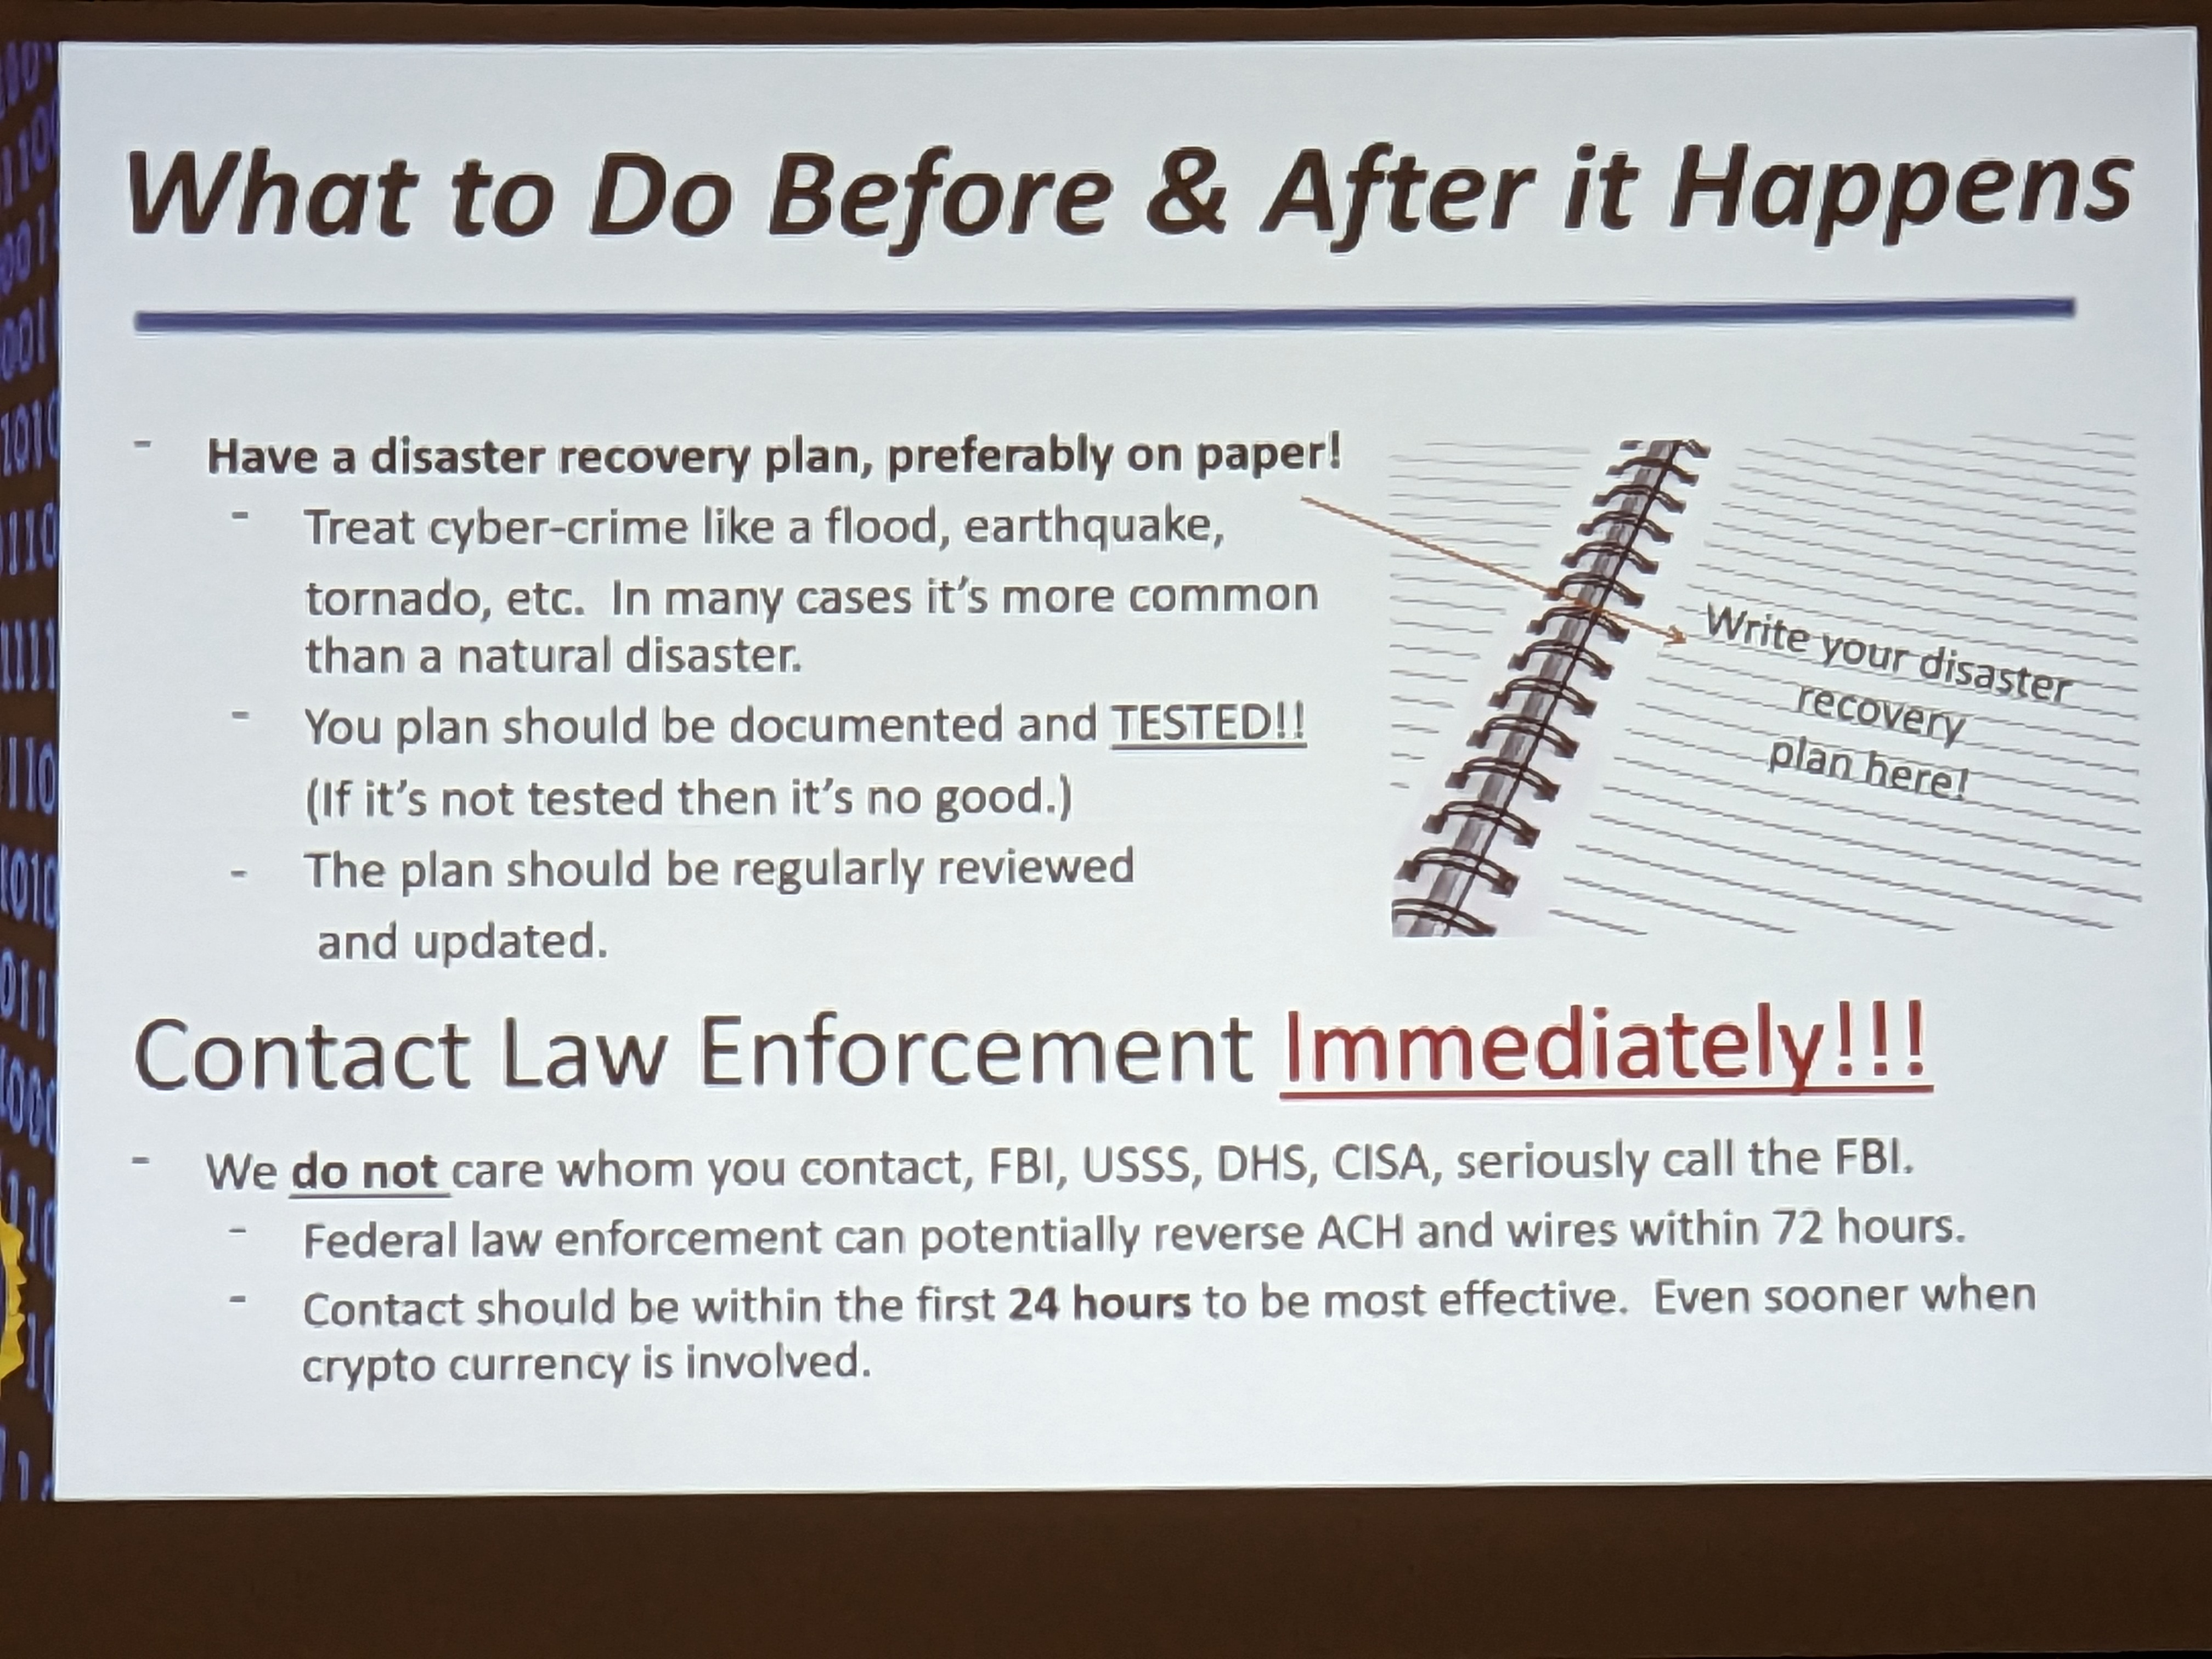 What to Do Before & After it Happens
- Have a disaster recovery plan, preferably on paper!
- Treat cyber-crime like a flood, earthquake,
tornado, etc.  In many cases it's more common
than a natural disaster.
- You plan should be documented and TESTED!!
(If it's not tested then it's no good.)
- The plan should be regularly reviewed
and updated.
Write your disaster
recovery
plan here!
Contact Law Enforcement Immediately!!!
- We do not care whom you contact, FBI, USSS, DHS, CISA, seriously call the FBI.
- Federal law enforcement can potentially reverse ACH and wires within 72 hours.
- Contact should be within the first 24 hours to be most effective.  Even sooner when
crypto currency is involved.